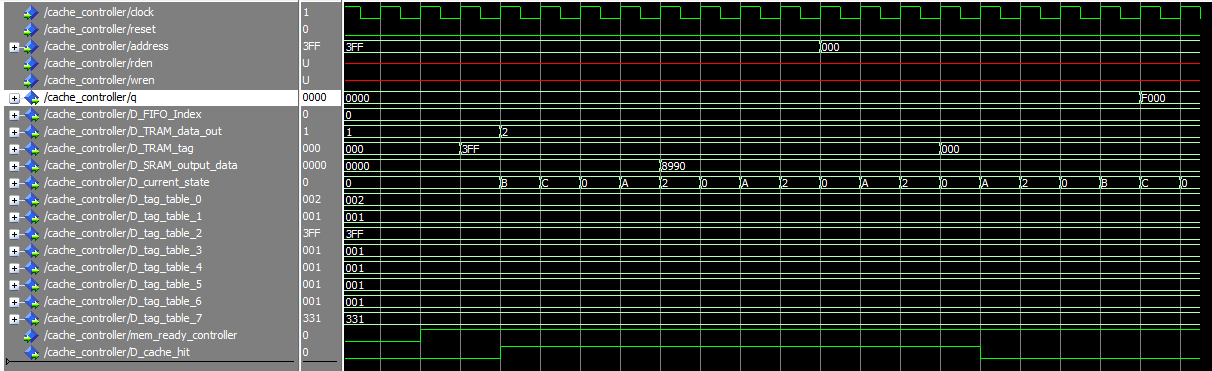 /cache_controller/clock 1
/cache_controller/reset 0
/cache_controller/address 3FF 3FF 000
/cache_controller/rden U
/cache_controller/wren U
/cache_controller/q 0000 0000 F000
/cache_controller/D_FIFO_Index 0 0
/cache_controller/D_TRAM_data_out 1 1 2
/cache_controller/D_TRAM_tag 000 000 3FF 000
/cache_controller/D_SRAM_output_data 0000 0000 8990
/cache_controller/D_current_state 0 0 B C 0 A 2 0 A 2 0 A 2 0 A 2 0 B C 0
/cache_controller/D_tag_table_0 002 002
/cache_controller/D_tag_table_1 001 001
/cache_controller/D_tag_table_2 3FF 3FF
/cache_controller/D_tag_table_3 001 001
/cache_controller/D_tag_table_4 001 001
/cache_controller/D_tag_table_5 001 001
/cache_controller/D_tag_table_6 001 001
/cache_controller/D_tag_table_7 331 331
/cache_controller/mem_ready_controller 0
/cache_controller/D_cache_hit 0